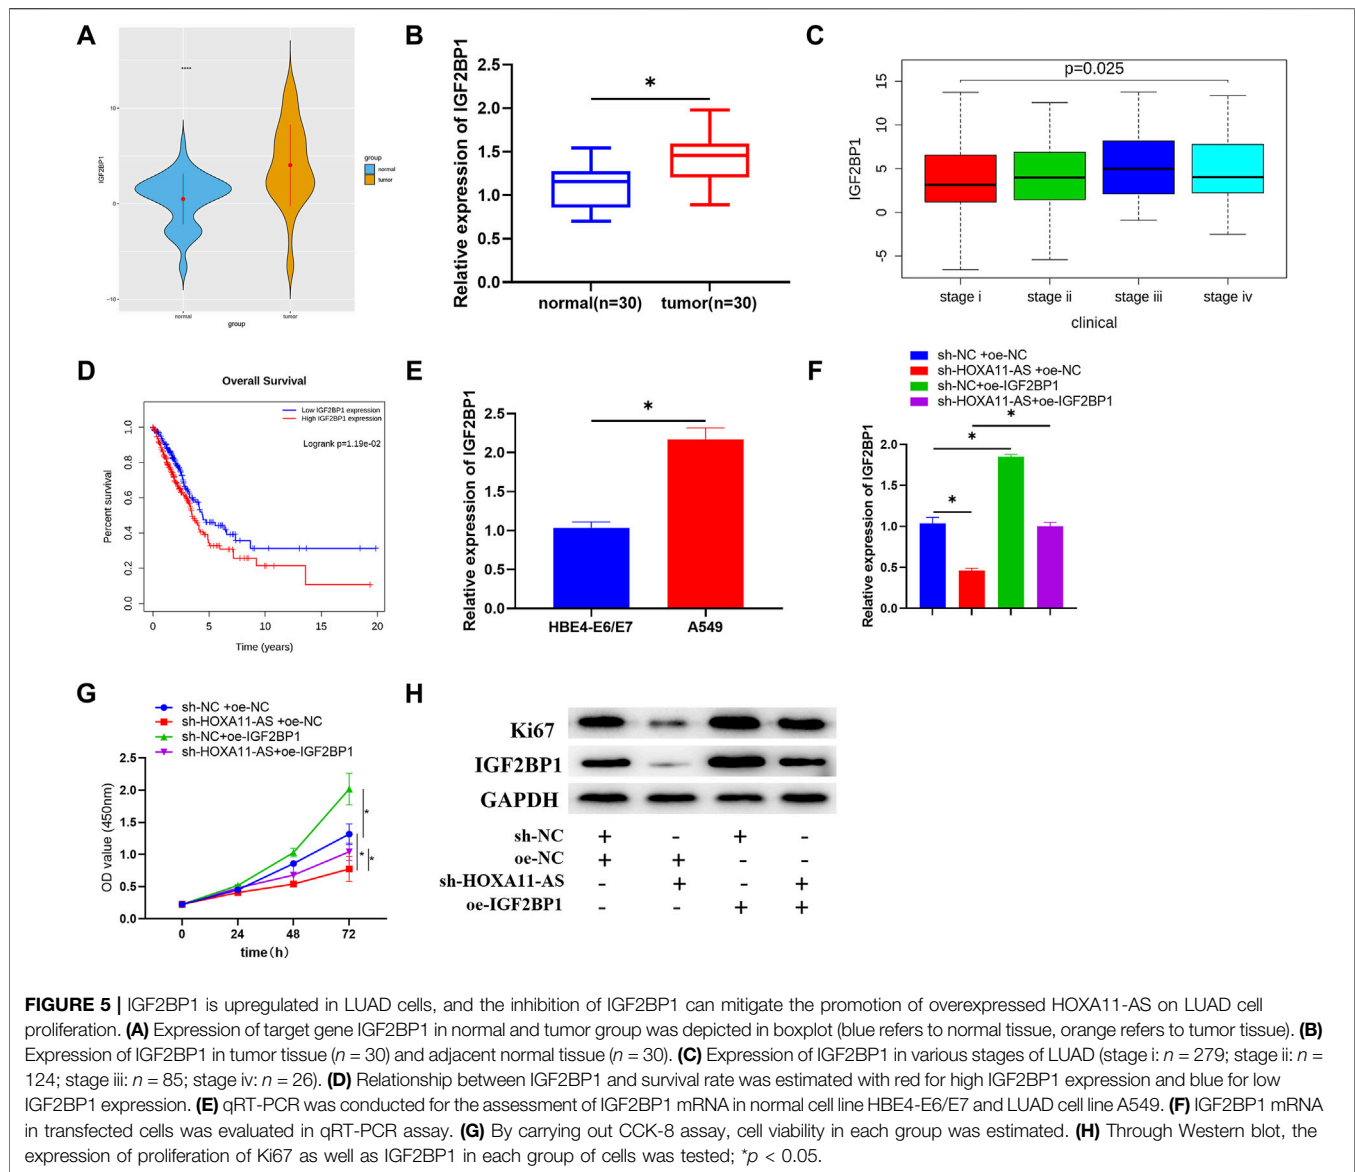 A
****
IGF2BP1
10
0
-10
normal
tumor
group
group
normal
tumor
B
Relative expression of IGF2BP1
2.5
2.0
1.5
1.0
0.5
0.0
*
normal(n=30)
tumor(n=30)
C
p=0.025
IGF2BP1
15
10
5
0
-5
stage i
stage ii
stage iii
stage iv
clinical
D
Overall Survival
Low IGF2BP1 expression
High IGF2BP1 expression
Logrank p=1.19e-02
Percent survival
1.0
0.8
0.6
0.4
0.2
0.0
0
5
10
15
20
Time (years)
E
Relative expression of IGF2BP1
2.5
2.0
1.5
1.0
0.5
0.0
*
HBE4-E6/E7
A549
F
sh-NC +oe-NC
sh-HOXA11-AS +oe-NC
sh-NC+oe-IGF2BP1
sh-HOXA11-AS+oe-IGF2BP1
Relative expression of IGF2BP1
2.0
1.5
1.0
0.5
0.0
*
*
*
G
sh-NC +oe-NC
sh-HOXA11-AS +oe-NC
sh-NC+oe-IGF2BP1
sh-HOXA11-AS+oe-IGF2BP1
OD value (450nm)
2.5
2.0
1.5
1.0
0.5
0.0
*
*
*
0
24
48
72
time(h)
H
Ki67
IGF2BP1
GAPDH
sh-NC + - + -
oe-NC + + - -
sh-HOXA11-AS - + - +
oe-IGF2BP1 - - + +
FIGURE 5 | IGF2BP1 is upregulated in LUAD cells, and the inhibition of IGF2BP1 can mitigate the promotion of overexpressed HOXA11-AS on LUAD cell
proliferation. (A) Expression of target gene IGF2BP1 in normal and tumor group was depicted in boxplot (blue refers to normal tissue, orange refers to tumor tissue). (B)
Expression of IGF2BP1 in tumor tissue (n = 30) and adjacent normal tissue (n = 30). (C) Expression of IGF2BP1 in various stages of LUAD (stage i: n = 279; stage ii: n =
124; stage iii: n = 85; stage iv: n = 26). (D) Relationship between IGF2BP1 and survival rate was estimated with red for high IGF2BP1 expression and blue for low
IGF2BP1 expression. (E) qRT-PCR was conducted for the assessment of IGF2BP1 mRNA in normal cell line HBE4-E6/E7 and LUAD cell line A549. (F) IGF2BP1 mRNA
in transfected cells was evaluated in qRT-PCR assay. (G) By carrying out CCK-8 assay, cell viability in each group was estimated. (H) Through Western blot, the
expression of proliferation of Ki67 as well as IGF2BP1 in each group of cells was tested; *p < 0.05.